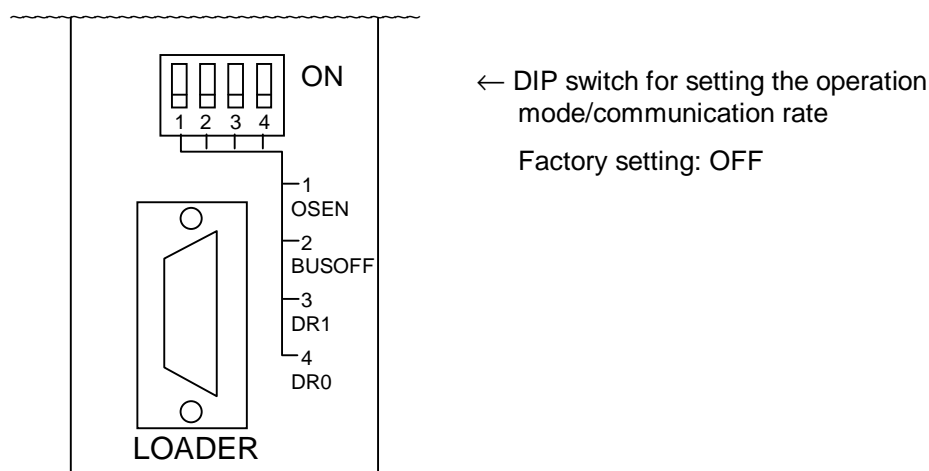 ON
← DIP switch for setting the operation
mode/communication rate
1 2 3 4
Factory setting: OFF
1
OSEN
2
BUSOFF
3
DR1
4
DR0
LOADER